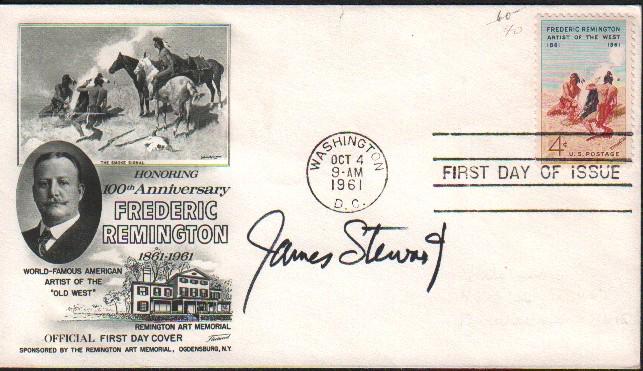 60-
FREDERIC REMINGTON
ARTIST OF THE WEST
1861 1961
4¢
U.S. POSTAGE
WASHINGTON
OCT 4
9-AM
1961
D.C.
FIRST DAY OF ISSUE
THE SMOKE SIGNAL
HONORING
100th Anniversary
FREDERIC
REMINGTON
1861-1961
WORLD-FAMOUS AMERICAN
ARTIST OF THE
"OLD WEST"
REMINGTON ART MEMORIAL
OFFICIAL FIRST DAY COVER
SPONSORED BY THE REMINGTON ART MEMORIAL, OGDENSBURG, N.Y.
James Stewart